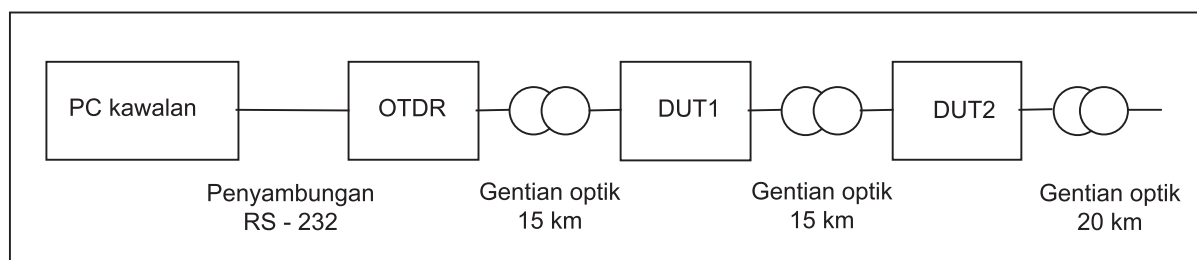 PC kawalan
OTDR
DUT1
DUT2
Penyambungan
RS - 232
Gentian optik
15 km
Gentian optik
15 km
Gentian optik
20 km